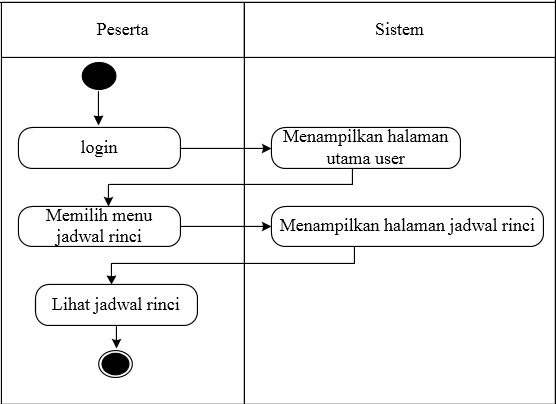 Peserta
Sistem
login
Menampilkan halaman
utama user
Memilih menu
jadwal rinci
Menampilkan halaman jadwal rinci
Lihat jadwal rinci